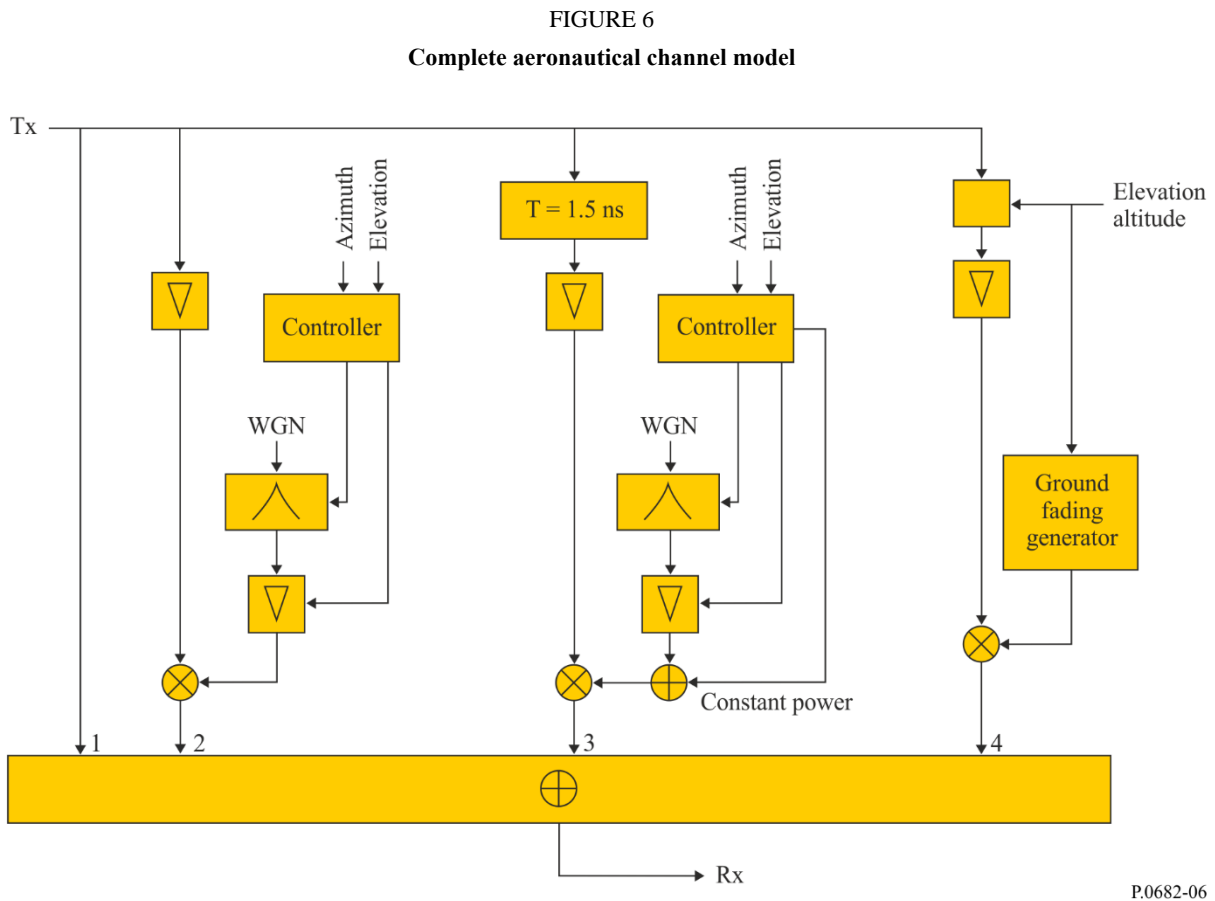 FIGURE 6
Complete aeronautical channel model
Tx
Azimuth
Elevation
T = 1.5 ns
Azimuth
Elevation
Elevation
altitude
Controller
Controller
WGN
WGN
Ground
fading
generator
Constant power
1
2
3
4
Rx
P.0682-06